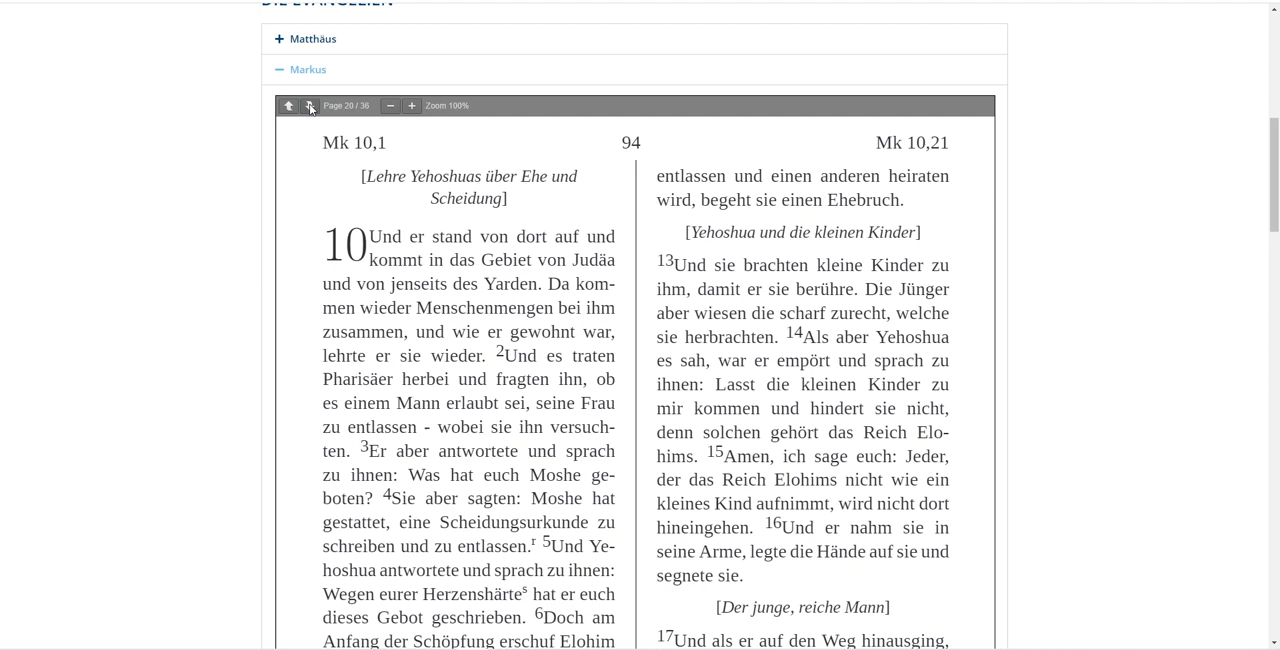 DIE EVANGELIEN
+ Matthäus
− Markus
Page 20 / 36 − + Zoom 100%
Mk 10,1 94 Mk 10,21
[Lehre Yehoshuas über Ehe und
Scheidung]
10 Und er stand von dort auf und
kommt in das Gebiet von Judäa
und von jenseits des Yarden. Da kom-
men wieder Menschenmengen bei ihm
zusammen, und wie er gewohnt war,
lehrte er sie wieder. 2Und es traten
Pharisäer herbei und fragten ihn, ob
es einem Mann erlaubt sei, seine Frau
zu entlassen - wobei sie ihn versuch-
ten. 3Er aber antwortete und sprach
zu ihnen: Was hat euch Moshe ge-
boten? 4Sie aber sagten: Moshe hat
gestattet, eine Scheidungsurkunde zu
schreiben und zu entlassen.r 5Und Ye-
hoshua antwortete und sprach zu ihnen:
Wegen eurer Herzenshärtes hat er euch
dieses Gebot geschrieben. 6Doch am
Anfang der Schöpfung erschuf Elohim
entlassen und einen anderen heiraten
wird, begeht sie einen Ehebruch.
[Yehoshua und die kleinen Kinder]
13Und sie brachten kleine Kinder zu
ihm, damit er sie berühre. Die Jünger
aber wiesen die scharf zurecht, welche
sie herbrachten. 14Als aber Yehoshua
es sah, war er empört und sprach zu
ihnen: Lasst die kleinen Kinder zu
mir kommen und hindert sie nicht,
denn solchen gehört das Reich Elo-
hims. 15Amen, ich sage euch: Jeder,
der das Reich Elohims nicht wie ein
kleines Kind aufnimmt, wird nicht dort
hineingehen. 16Und er nahm sie in
seine Arme, legte die Hände auf sie und
segnete sie.
[Der junge, reiche Mann]
17Und als er auf den Weg hinausging,